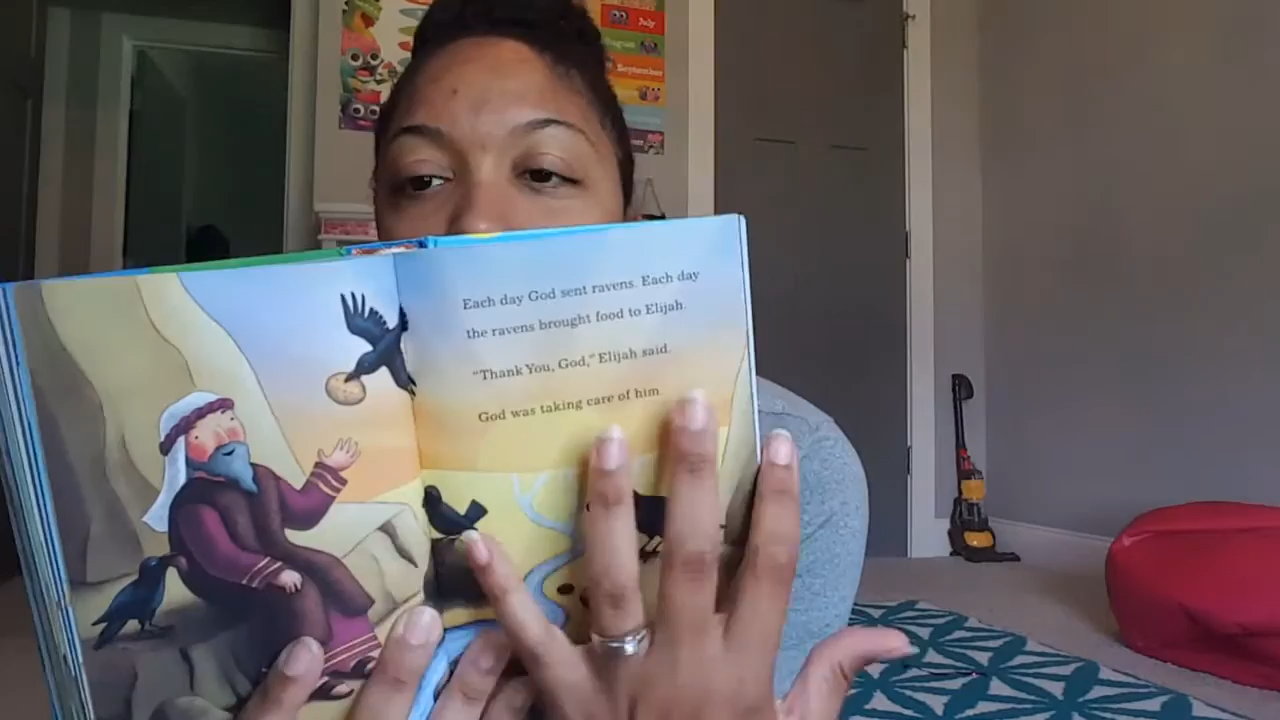 July
August
September
Each day God sent ravens. Each day
the ravens brought food to Elijah.
"Thank You, God," Elijah said.
God was taking care of him.